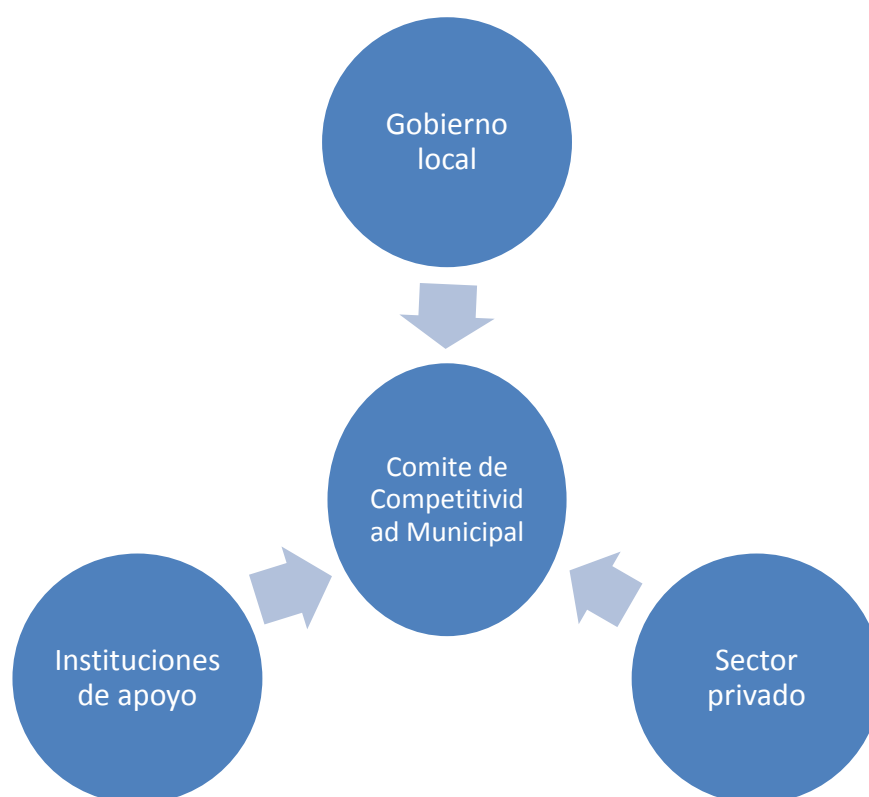 Gobierno
local
Comite de
Competitivid
ad Municipal
Instituciones
de apoyo
Sector
privado